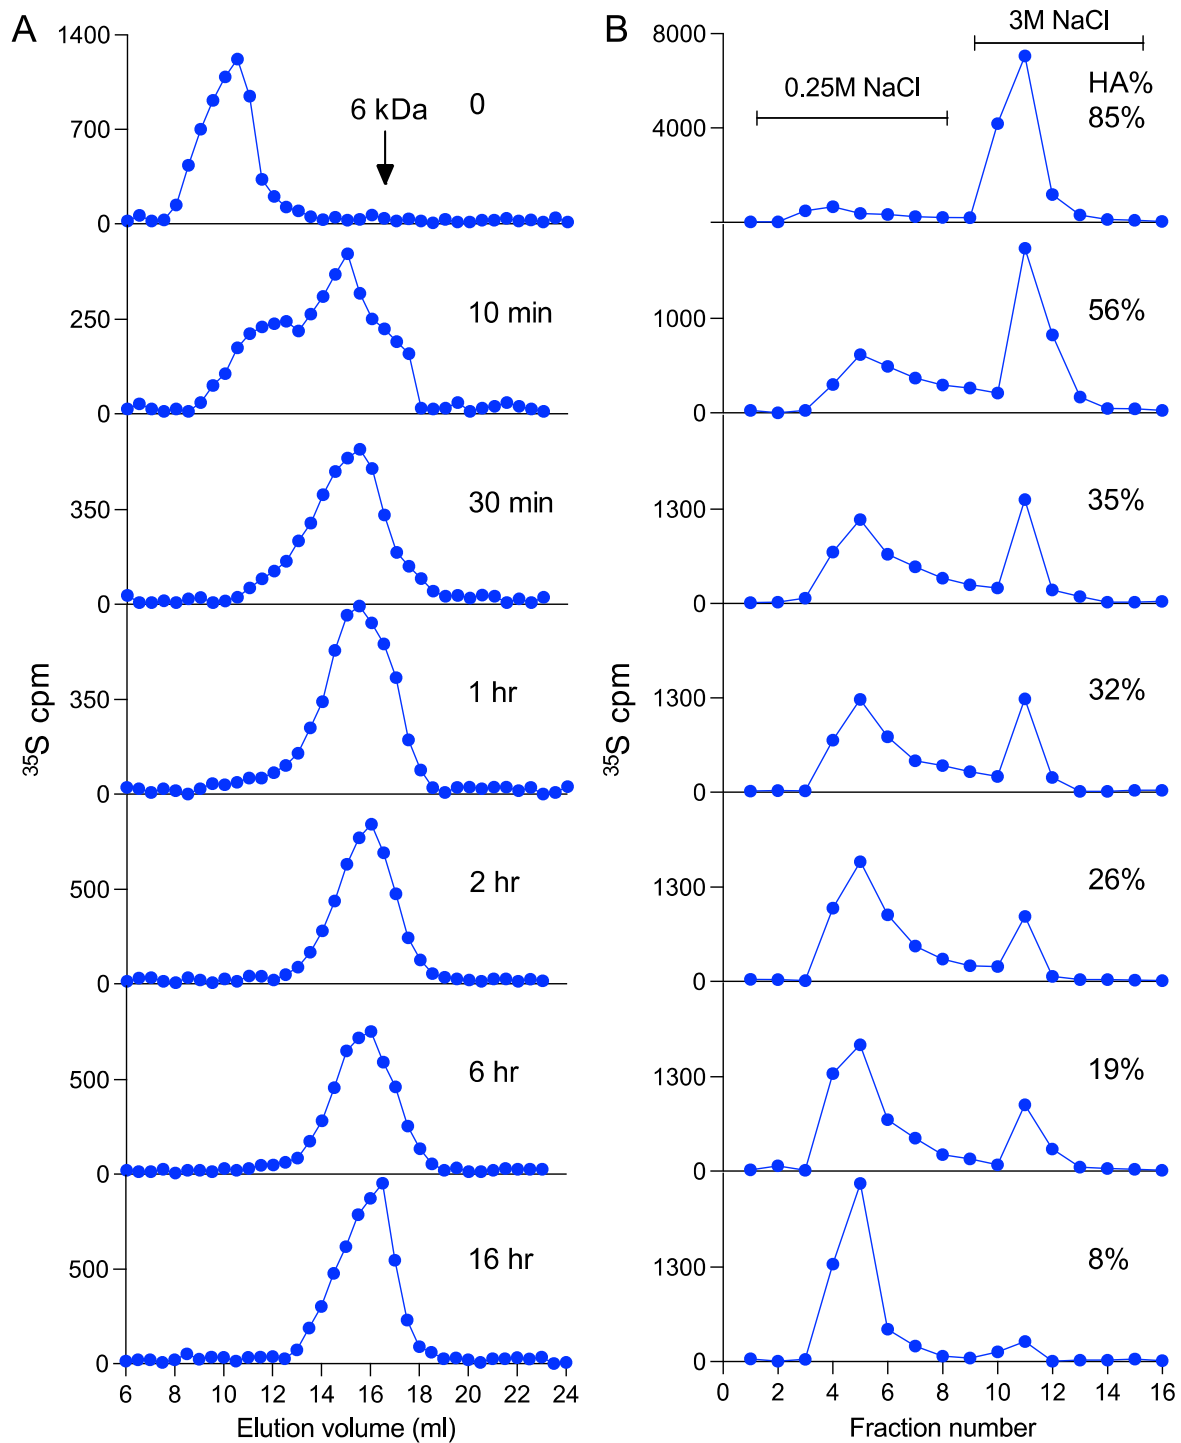 A
1400
700
0
6 kDa
0
250
0
10 min
350
0
30 min
350
0
1 hr
500
0
2 hr
500
0
6 hr
500
0
16 hr
6 8 10 12 14 16 18 20 22 24
Elution volume (ml)
35S cpm
B
8000
4000
0.25M NaCl
3M NaCl
HA%
85%
1000
0
56%
1300
0
35%
1300
0
32%
1300
0
26%
1300
0
19%
1300
0
8%
0 2 4 6 8 10 12 14 16
Fraction number
35S cpm